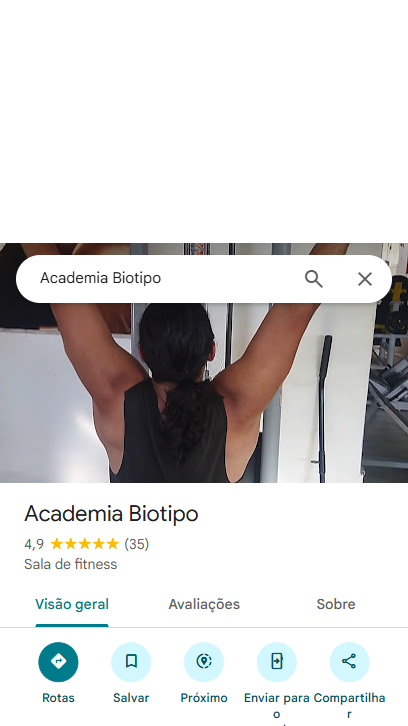 Academia Biotipo
Academia Biotipo
4,9 (35)
Sala de fitness
Visão geral Avaliações Sobre
Rotas Salvar Próximo Enviar para o Compartilhar